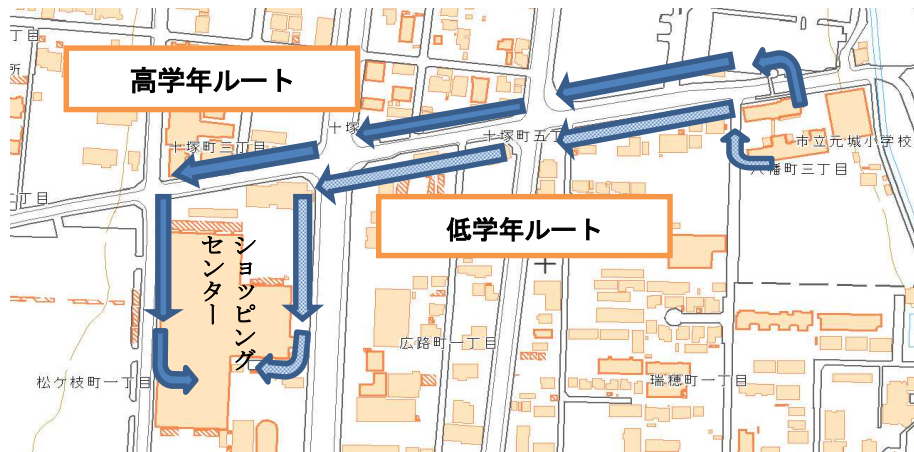 丁目
所
高学年ルート
十塚
十塚町五丁
市立元城小学校
十塚町三丁目
八幡町三丁目
二丁目
低学年ルート
ショッピング
センター
広路町一丁目
松ケ枝町一丁目
瑞穂町一丁目